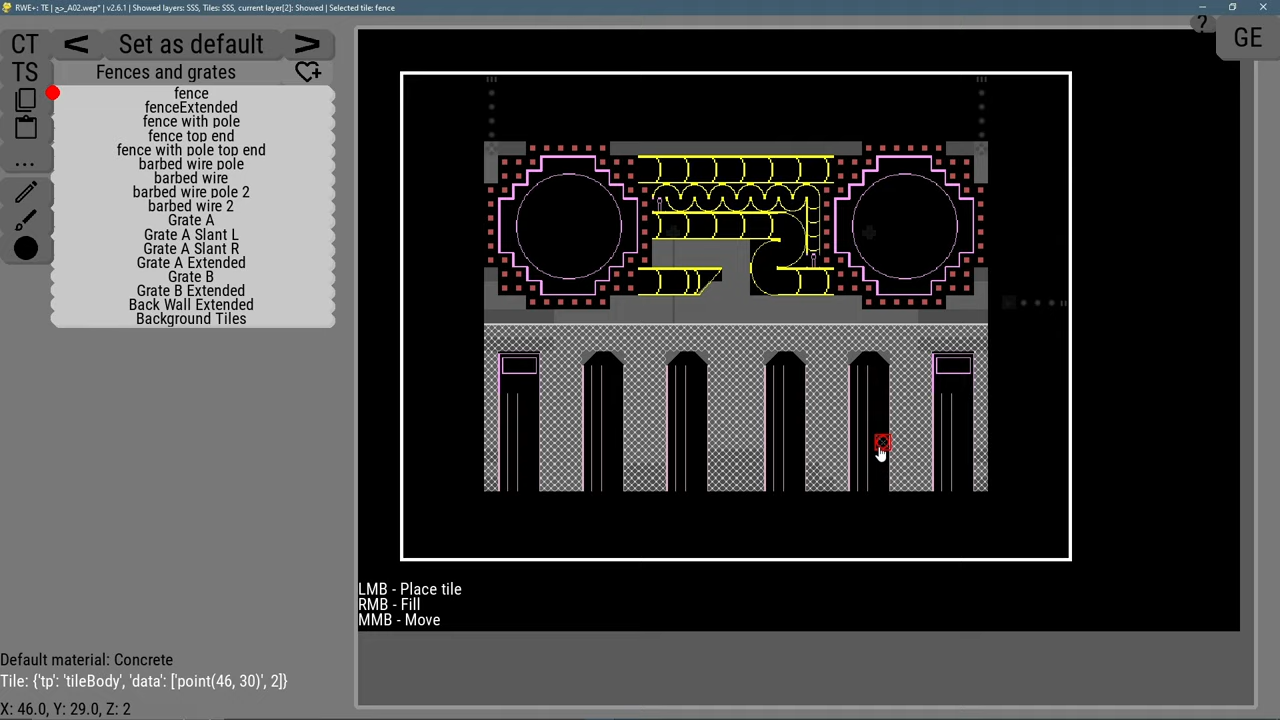 RWE+: TE | حج_A02.wep* | v2.6.1 | Showed layers: SSS, Tiles: SSS, current layer[2]: Showed | Selected tile: fence
CT
<
Set as default
>
?
GE
TS
Fences and grates
fence
fenceExtended
fence with pole
fence top end
fence with pole top end
barbed wire pole
barbed wire
barbed wire pole 2
barbed wire 2
Grate A
Grate A Slant L
Grate A Slant R
Grate A Extended
Grate B
Grate B Extended
Back Wall Extended
Background Tiles
...
LMB - Place tile
RMB - Fill
MMB - Move
Default material: Concrete
Tile: {'tp': 'tileBody', 'data': ['point(46, 30)', 2]}
X: 46.0, Y: 29.0, Z: 2